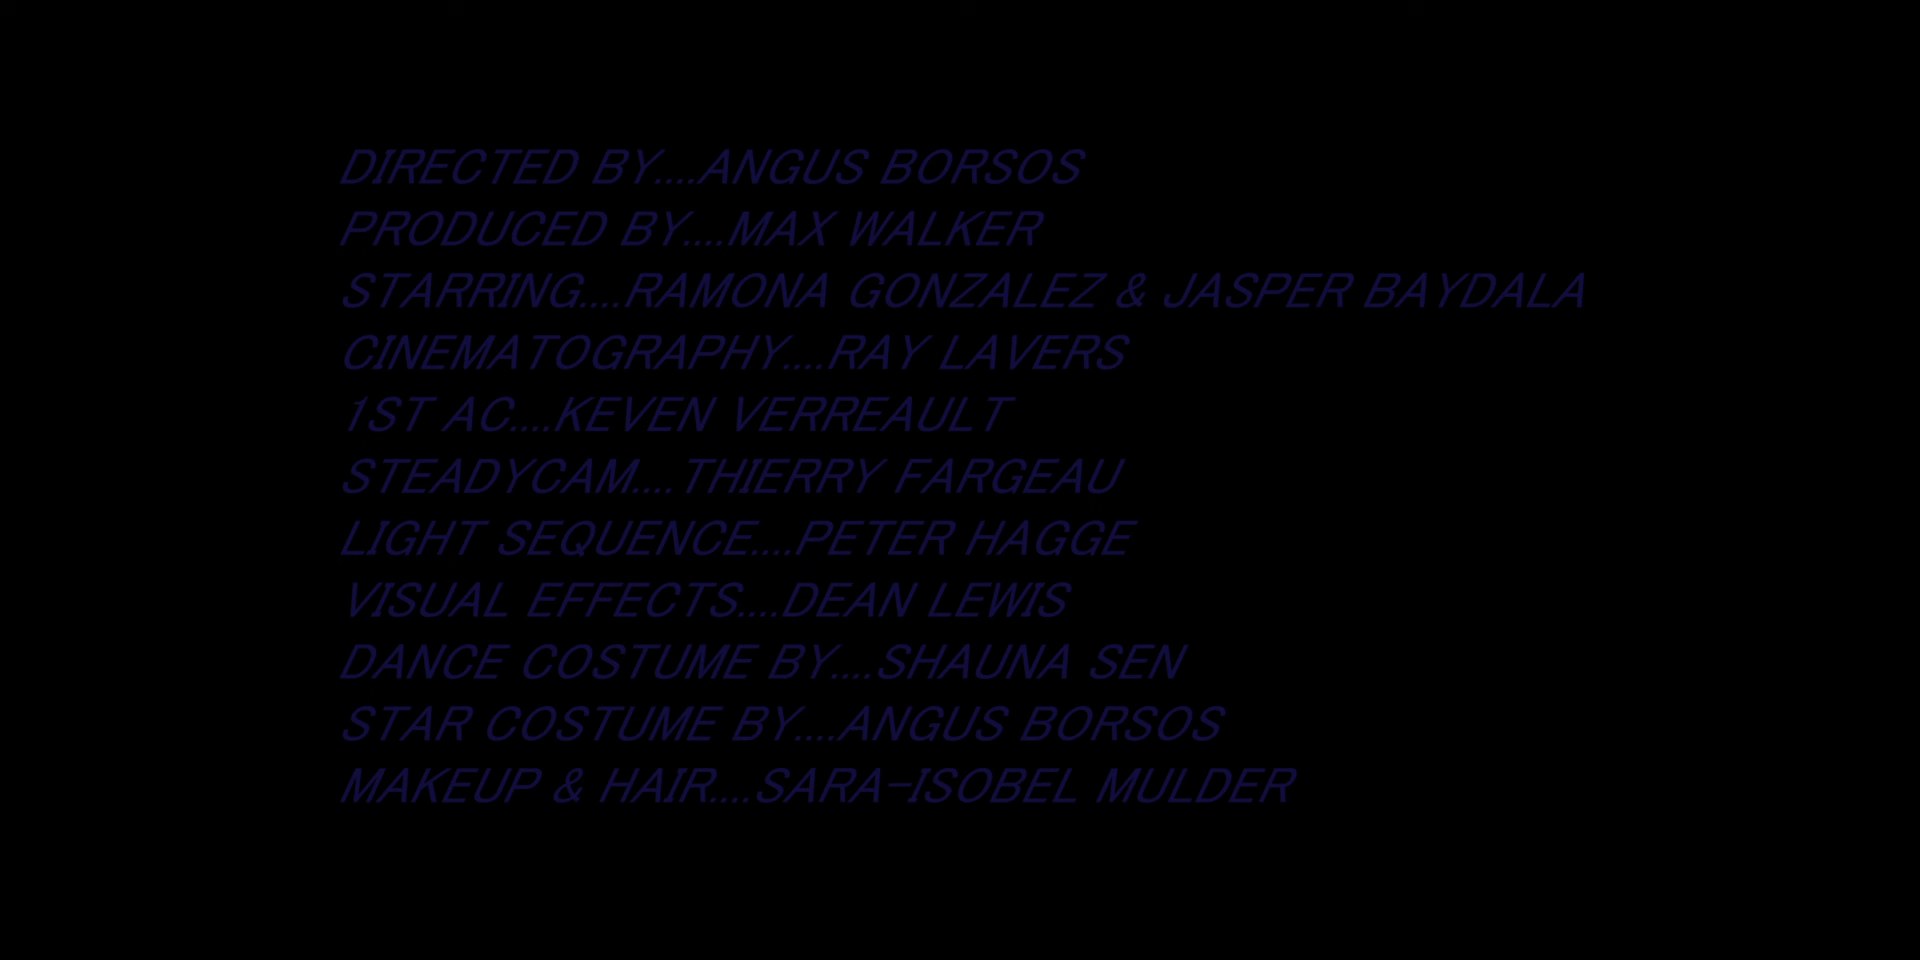 DIRECTED BY....ANGUS BORSOS
PRODUCED BY....MAX WALKER
STARRING....RAMONA GONZALEZ & JASPER BAYDALA
CINEMATOGRAPHY....RAY LAVERS
1ST AC....KEVEN VERREAULT
STEADYCAM....THIERRY FARGEAU
LIGHT SEQUENCE....PETER HAGGE
VISUAL EFFECTS....DEAN LEWIS
DANCE COSTUME BY....SHAUNA SEN
STAR COSTUME BY....ANGUS BORSOS
MAKEUP & HAIR....SARA-ISOBEL MULDER